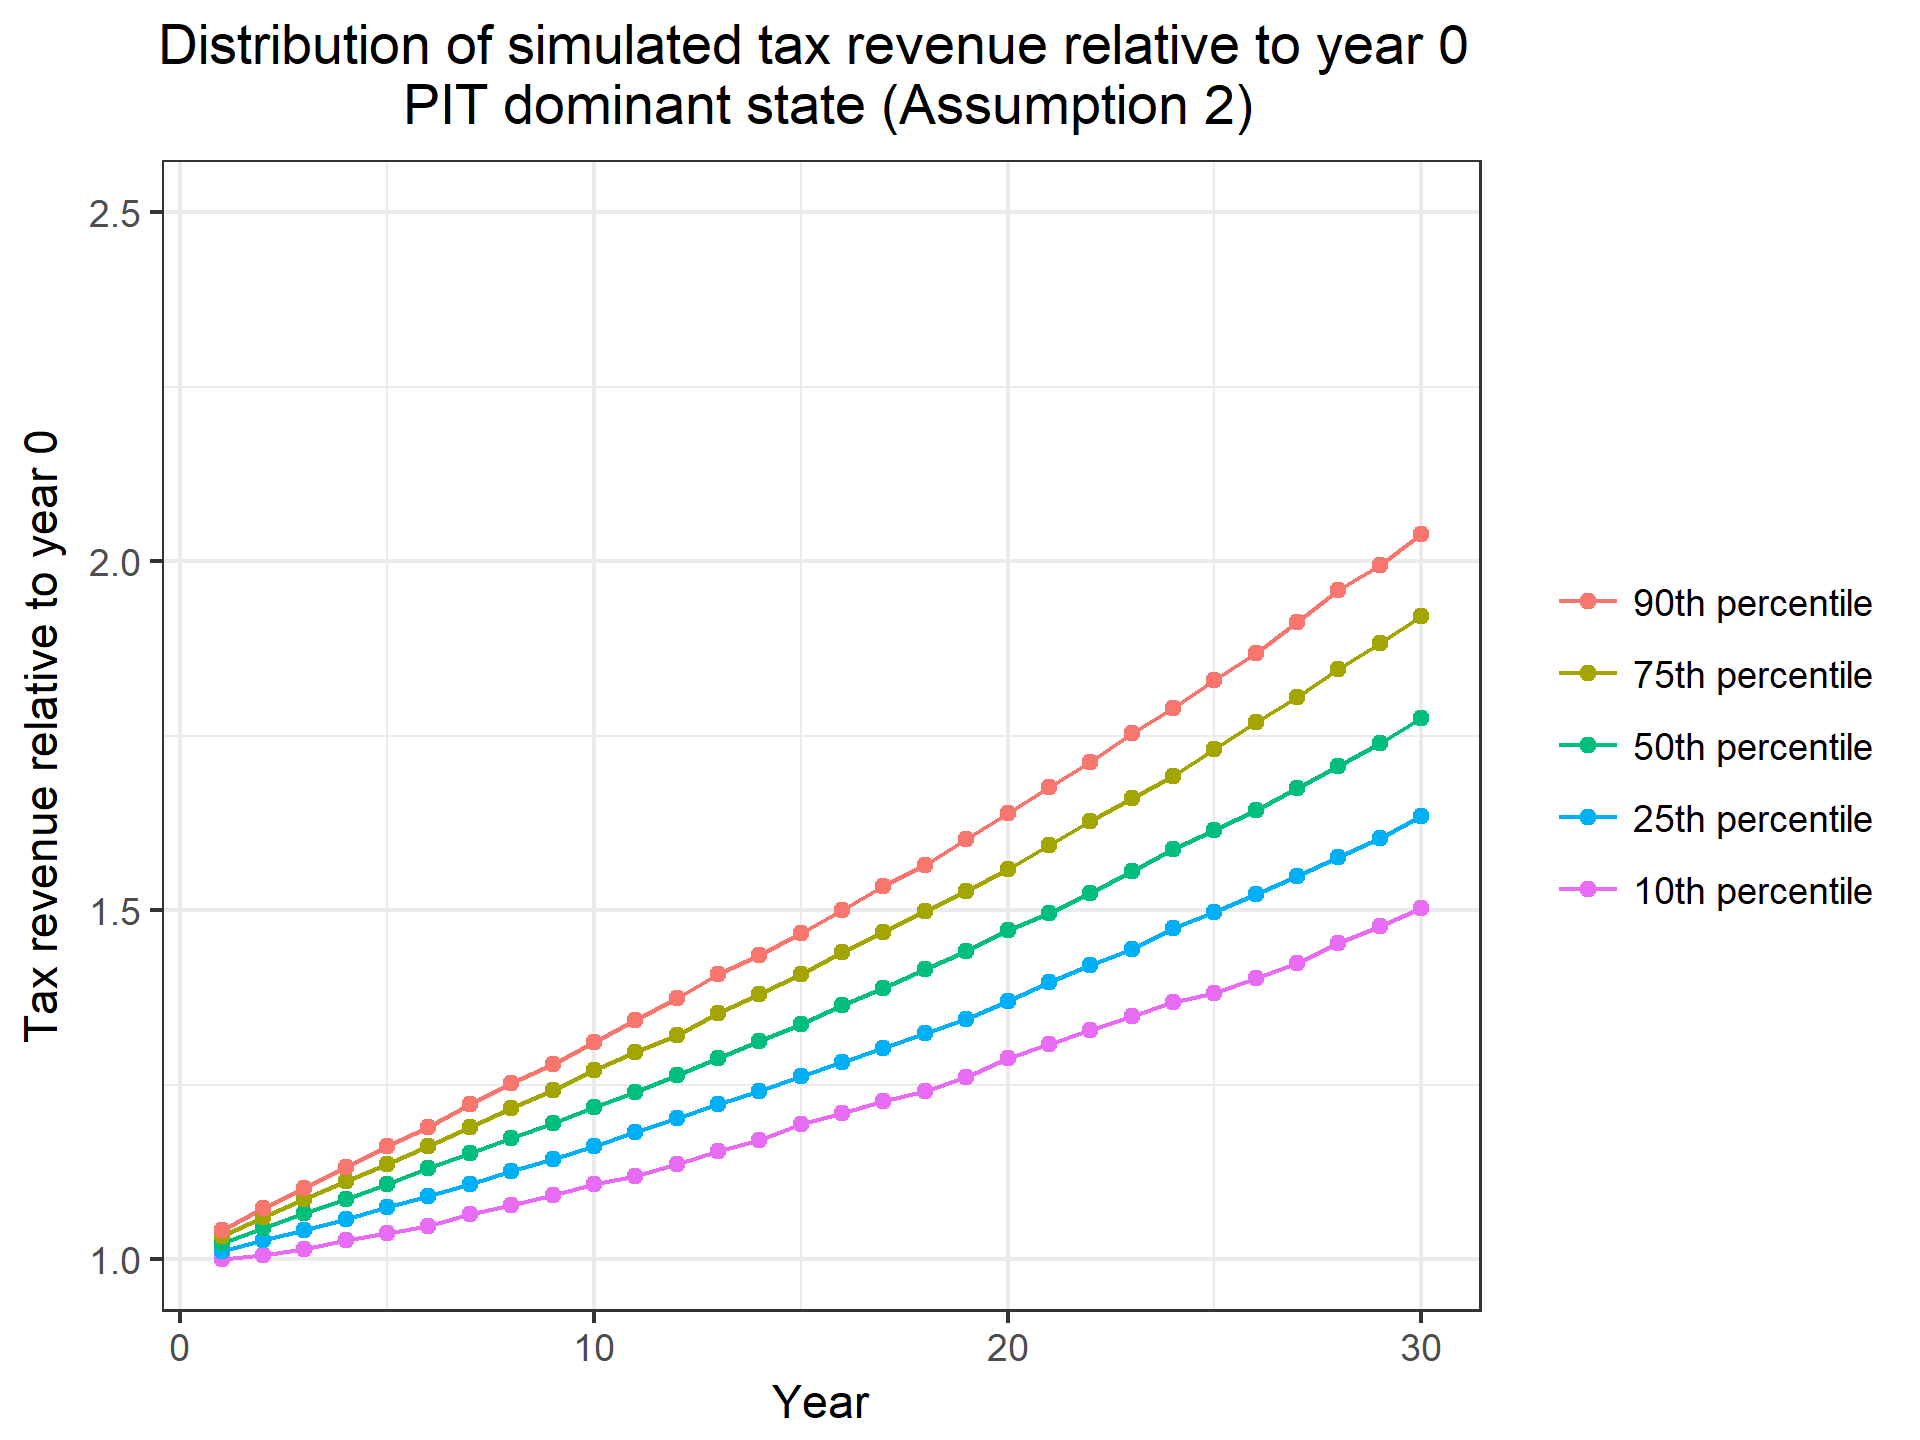 Distribution of simulated tax revenue relative to year 0
PIT dominant state (Assumption 2)
Tax revenue relative to year 0
2.5
2.0
1.5
1.0
0
10
20
30
Year
90th percentile
75th percentile
50th percentile
25th percentile
10th percentile